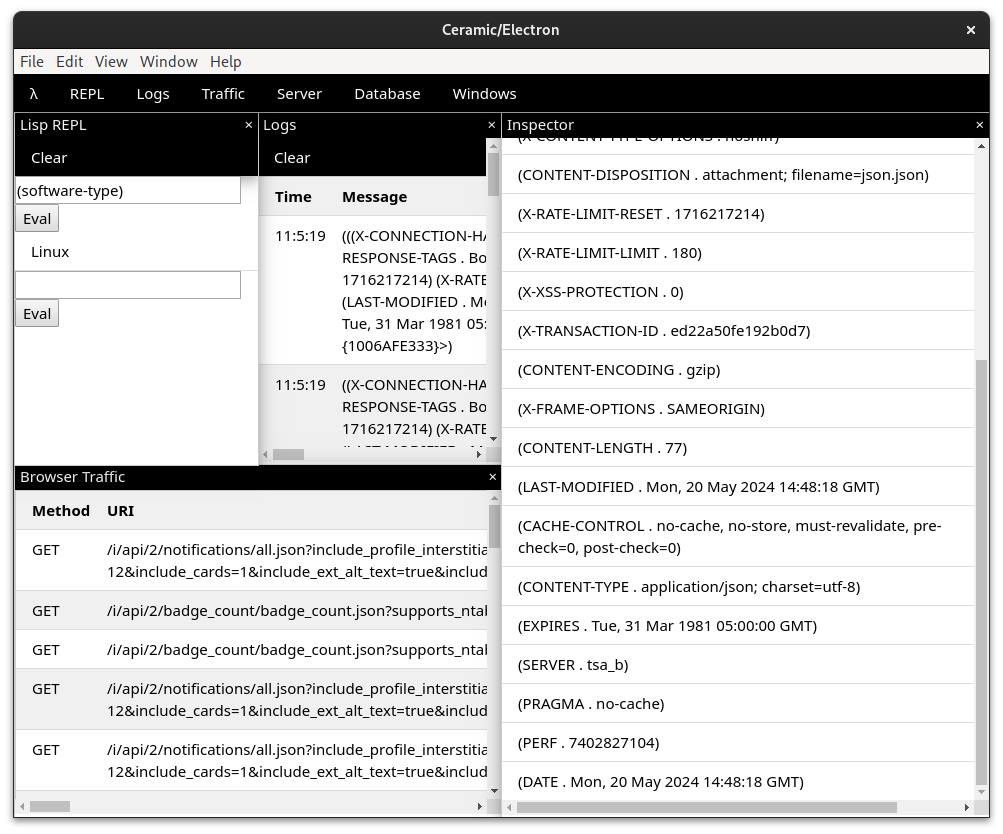 Ceramic/Electron
×
File Edit View Window Help
λ REPL Logs Traffic Server Database Windows
Lisp REPL ×
Clear
(software-type)
Eval
Linux
Eval
Logs ×
Clear
Time Message
11:5:19 (((X-CONNECTION-HA
RESPONSE-TAGS . Bo
1716217214) (X-RATE
(LAST-MODIFIED . Mo
Tue, 31 Mar 1981 05:
{1006AFE333}>)
11:5:19 ((X-CONNECTION-HA
RESPONSE-TAGS . Bo
1716217214) (X-RATE
Browser Traffic ×
Method URI
GET /i/api/2/notifications/all.json?include_profile_interstitia
12&include_cards=1&include_ext_alt_text=true&includ
GET /i/api/2/badge_count/badge_count.json?supports_ntab
GET /i/api/2/badge_count/badge_count.json?supports_ntab
GET /i/api/2/notifications/all.json?include_profile_interstitia
12&include_cards=1&include_ext_alt_text=true&includ
GET /i/api/2/notifications/all.json?include_profile_interstitia
12&include_cards=1&include_ext_alt_text=true&includ
Inspector ×
(X-CONTENT-TYPE-OPTIONS . nosniff)
(CONTENT-DISPOSITION . attachment; filename=json.json)
(X-RATE-LIMIT-RESET . 1716217214)
(X-RATE-LIMIT-LIMIT . 180)
(X-XSS-PROTECTION . 0)
(X-TRANSACTION-ID . ed22a50fe192b0d7)
(CONTENT-ENCODING . gzip)
(X-FRAME-OPTIONS . SAMEORIGIN)
(CONTENT-LENGTH . 77)
(LAST-MODIFIED . Mon, 20 May 2024 14:48:18 GMT)
(CACHE-CONTROL . no-cache, no-store, must-revalidate, pre-
check=0, post-check=0)
(CONTENT-TYPE . application/json; charset=utf-8)
(EXPIRES . Tue, 31 Mar 1981 05:00:00 GMT)
(SERVER . tsa_b)
(PRAGMA . no-cache)
(PERF . 7402827104)
(DATE . Mon, 20 May 2024 14:48:18 GMT)